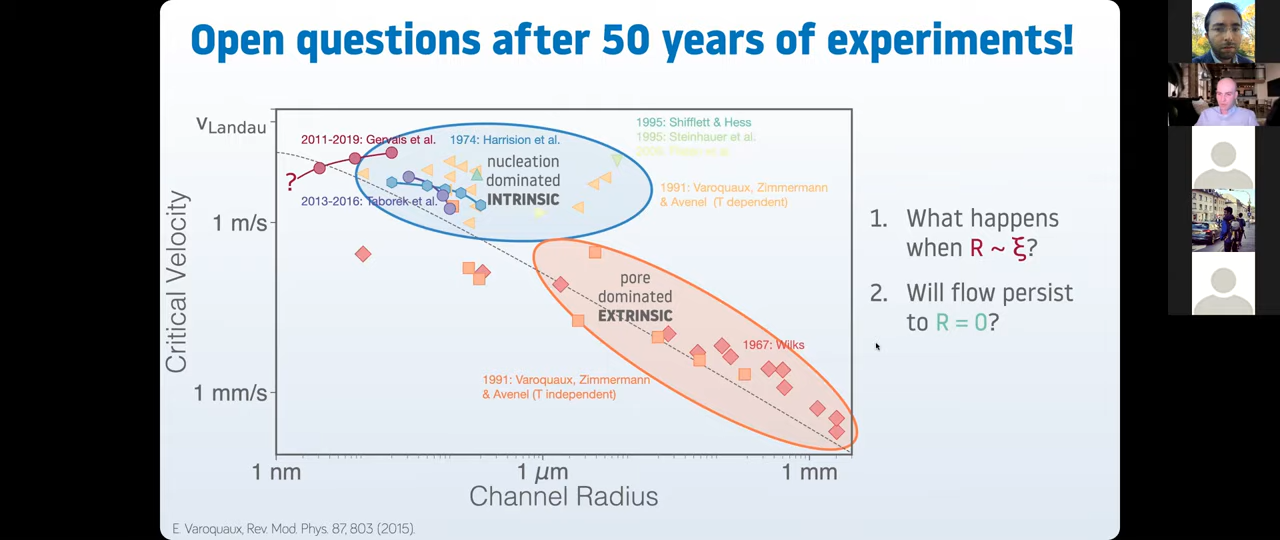 Open questions after 50 years of experiments!
vLandau
1 m/s
1 mm/s
Critical Velocity
2011-2019: Gervais et al.
1974: Harrision et al.
1995: Shifflett & Hess
1995: Steinhauer et al.
nucleation
dominated
INTRINSIC
?
2013-2016: Taborek et al.
1991: Varoquaux, Zimmermann
& Avenel (T dependent)
pore
dominated
EXTRINSIC
1967: Wilks
1991: Varoquaux, Zimmermann
& Avenel (T independent)
1 nm
1 µm
1 mm
Channel Radius
1. What happens
when R ~ ξ?
2. Will flow persist
to R = 0?
E. Varoquaux, Rev. Mod. Phys. 87, 803 (2015).